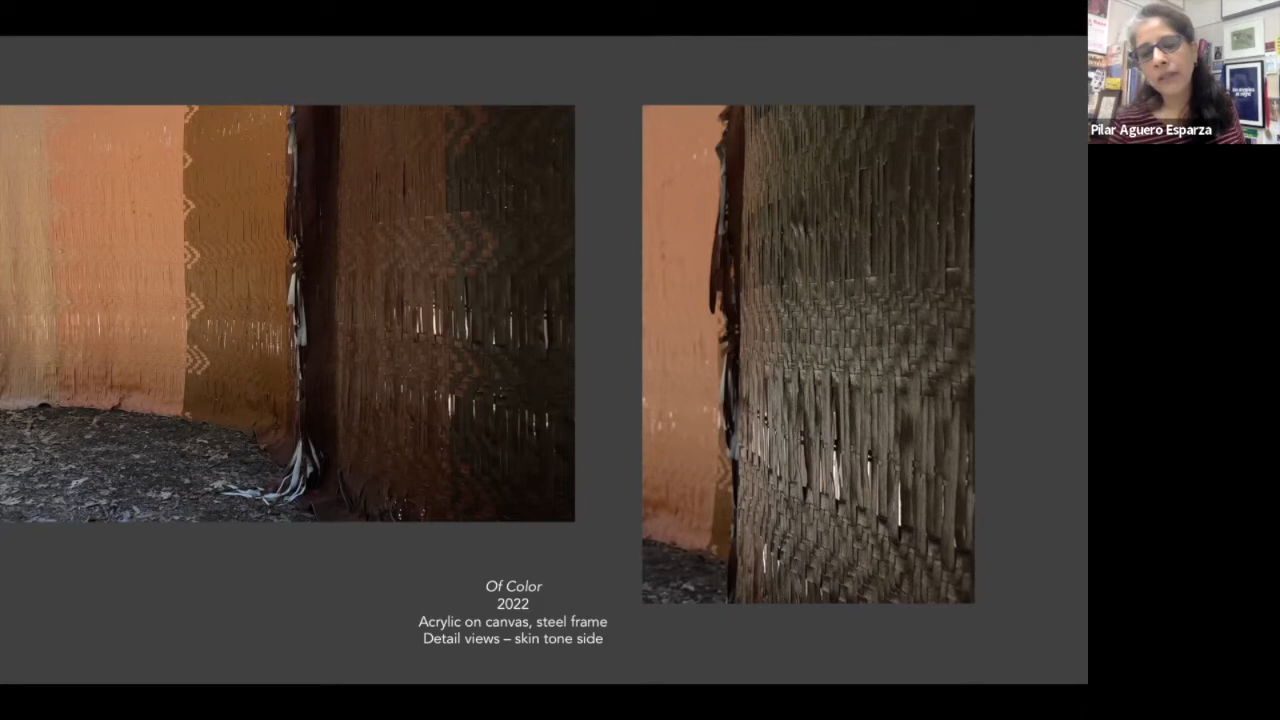 Pilar Aguero Esparza
Of Color
2022
Acrylic on canvas, steel frame
Detail views – skin tone side